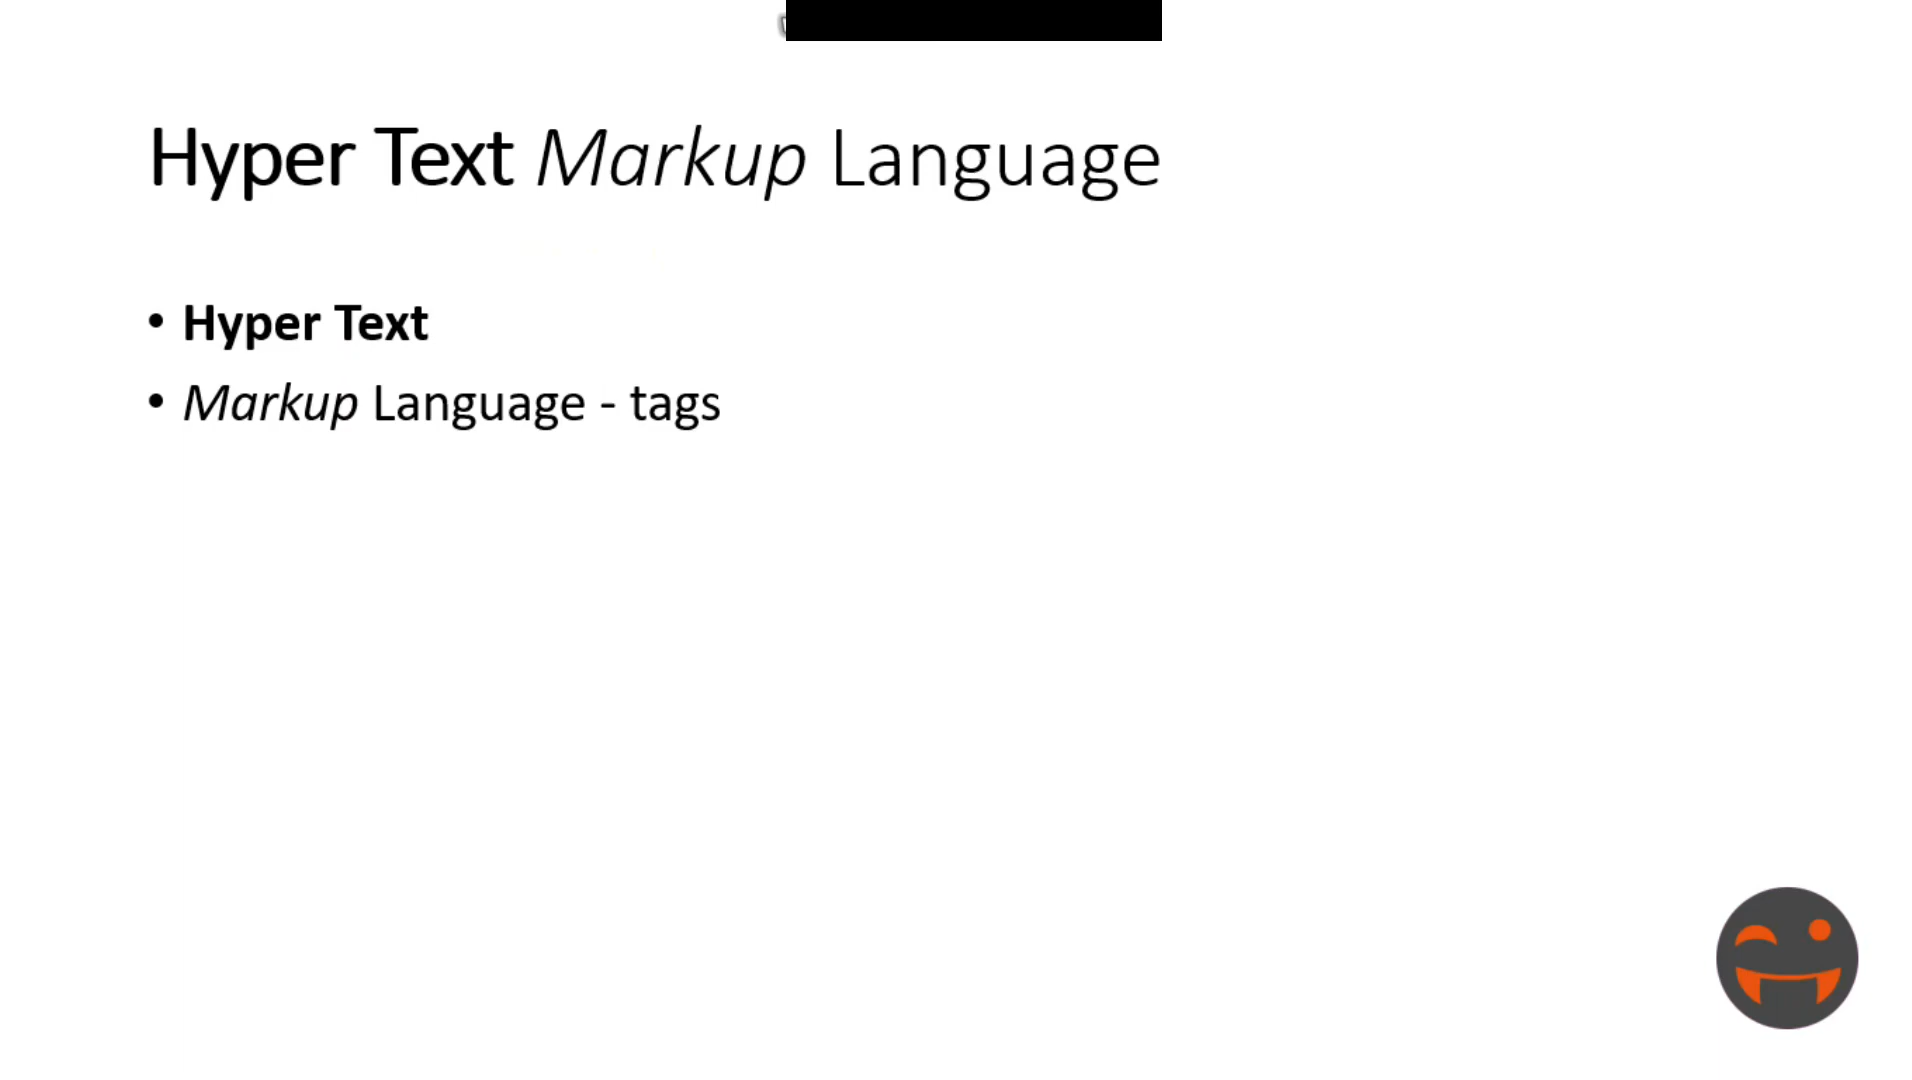 Hyper Text Markup Language
• Hyper Text
• Markup Language - tags